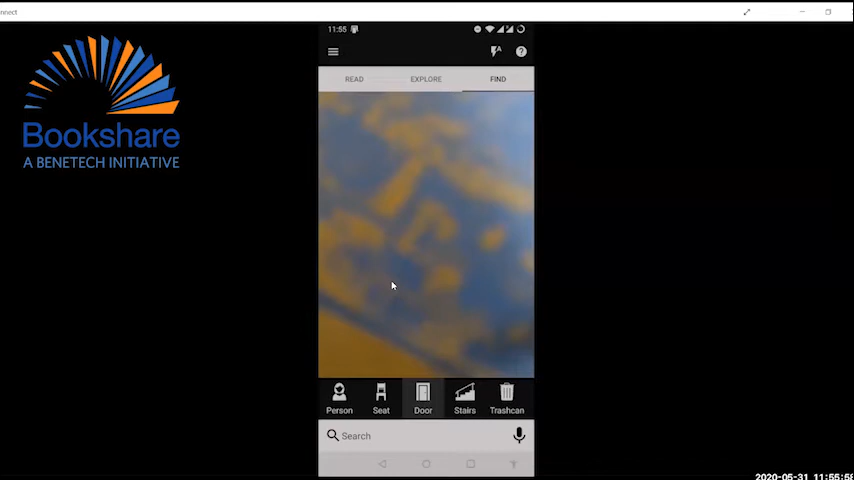 nnect
11:55
READ EXPLORE FIND
Bookshare
A BENETECH INITIATIVE
Person Seat Door Stairs Trashcan
Search
2020-05-31 11:55:58